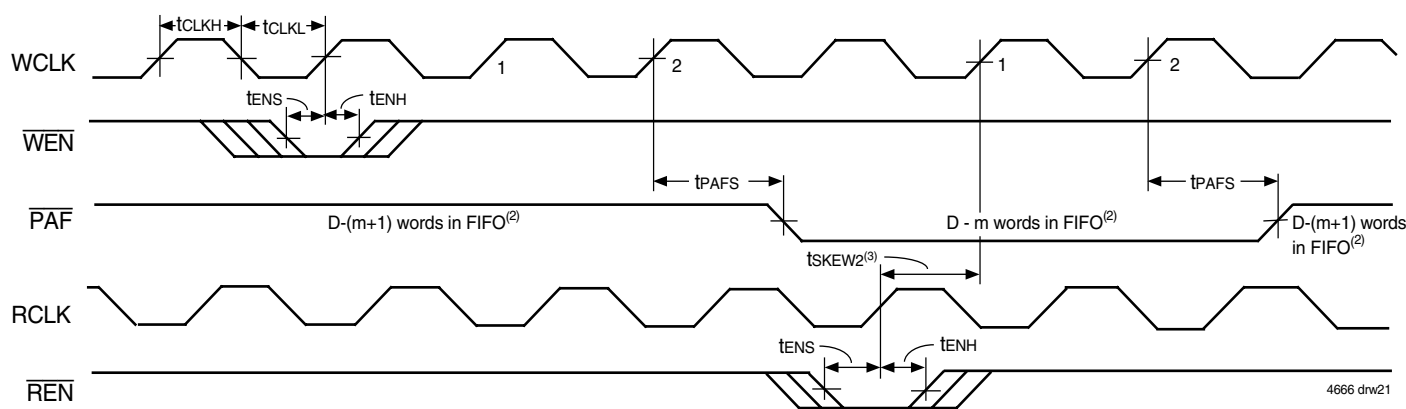 tCLKH tCLKL
WCLK 1 2 1 2
tENS tENH
WEN
tPAFS tPAFS
PAF D-(m+1) words in FIFO(2) D - m words in FIFO(2) D-(m+1) words
in FIFO(2)
tSKEW2(3)
RCLK
tENS tENH
REN
4666 drw21